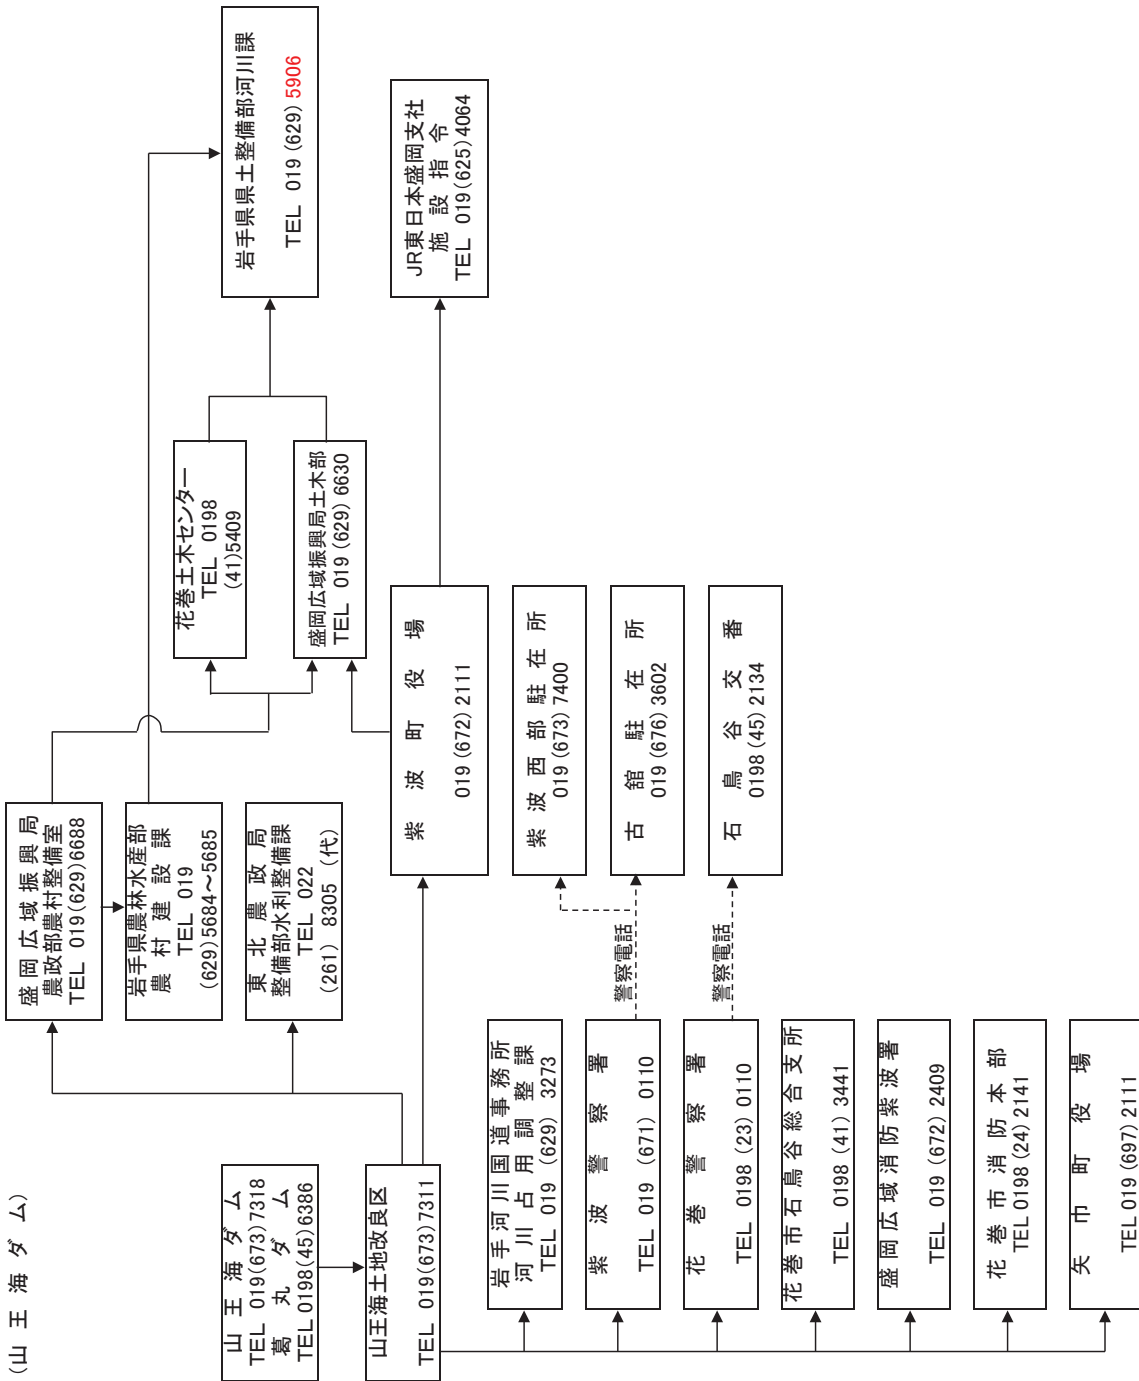 (山 王 海 ダ ム)
山 王 海 ダ ム
TEL 019(673)7318
葛 丸 ダ ム
TEL 0198(45)6386
山王海土地改良区
TEL 019(673)7311
盛 岡 広 域 振 興 局
農政部農村整備室
TEL 019(629)6688
岩手県農林水産部
農 村 建 設 課
TEL 019
(629)5684～5685
東 北 農 政 局
整備部水利整備課
TEL 022
(261) 8305 (代)
花巻土木センター
TEL 0198
(41)5409
盛岡広域振興局土木部
TEL 019 (629) 6630
岩手県県土整備部河川課
TEL 019 (629) 5906
紫 波 町 役 場
019 (672) 2111
JR東日本盛岡支社
施 設 指 令
TEL 019(625)4064
岩手河川国道事務所
河 川 占 用 調 整 課
TEL 019 (629) 3273
紫 波 警 察 署
TEL 019 (671) 0110
警察電話
紫 波 西 部 駐 在 所
019 (673) 7400
古 舘 駐 在 所
019 (676) 3602
花 巻 警 察 署
TEL 0198 (23) 0110
警察電話
石 鳥 谷 交 番
0198 (45) 2134
花巻市石鳥谷総合支所
TEL 0198 (41) 3441
盛岡広域消防紫波署
TEL 019 (672) 2409
花 巻 市 消 防 本 部
TEL 0198 (24) 2141
矢 巾 町 役 場
TEL 019 (697) 2111